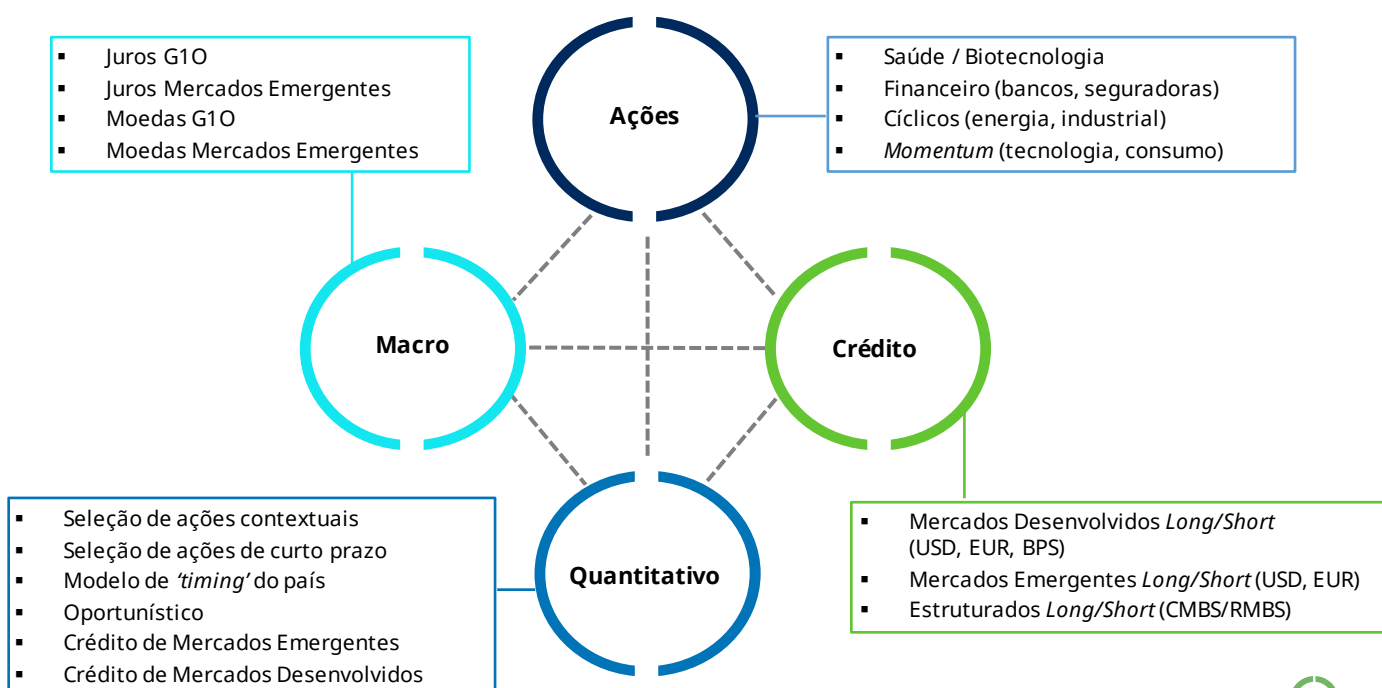 ▪ Juros G1O
▪ Juros Mercados Emergentes
▪ Moedas G1O
▪ Moedas Mercados Emergentes
Ações
▪ Saúde / Biotecnologia
▪ Financeiro (bancos, seguradoras)
▪ Cíclicos (energia, industrial)
▪ Momentum (tecnologia, consumo)
Macro
Crédito
▪ Seleção de ações contextuais
▪ Seleção de ações de curto prazo
▪ Modelo de ‘timing’ do país
▪ Oportunístico
▪ Crédito de Mercados Emergentes
▪ Crédito de Mercados Desenvolvidos
Quantitativo
▪ Mercados Desenvolvidos Long/Short
(USD, EUR, BPS)
▪ Mercados Emergentes Long/Short (USD, EUR)
▪ Estruturados Long/Short (CMBS/RMBS)